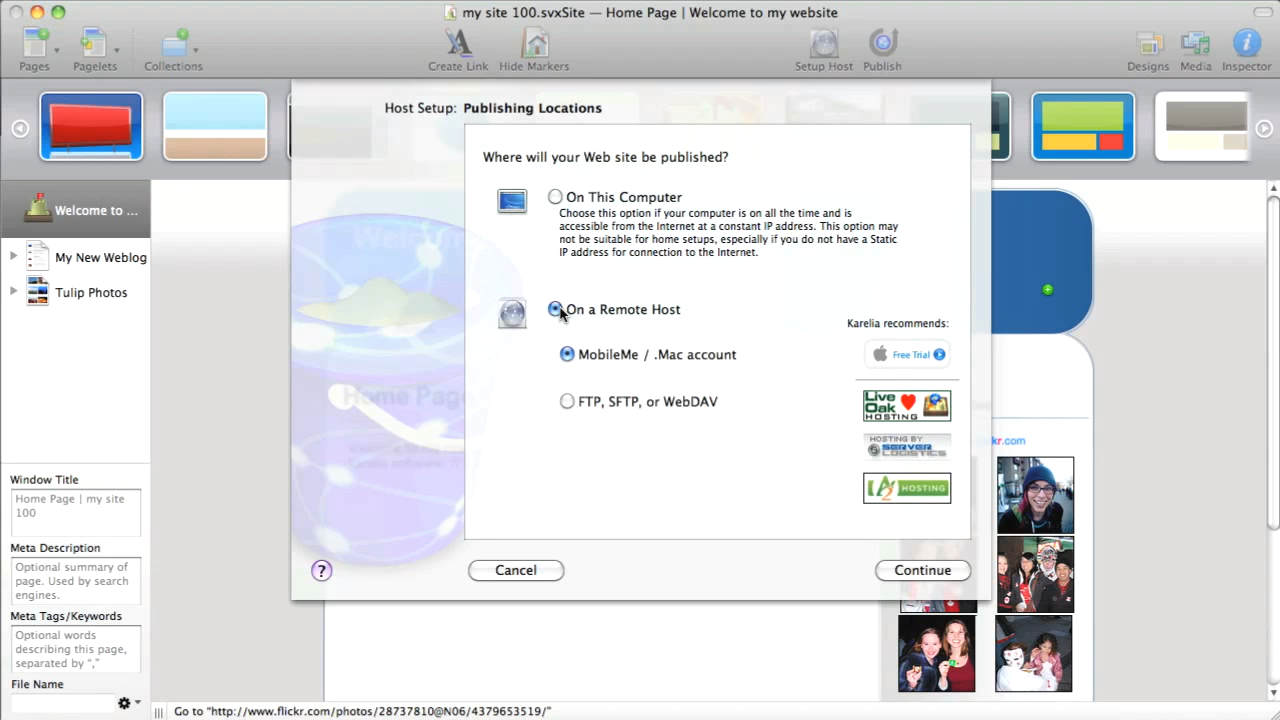 my site 100.svxSite — Home Page | Welcome to my website
Pages
Pagelets
Collections
Create Link
Hide Markers
Setup Host
Publish
Designs
Media
Inspector
Host Setup: Publishing Locations
Where will your Web site be published?
On This Computer
Choose this option if your computer is on all the time and is
accessible from the Internet at a constant IP address. This option may
not be suitable for home setups, especially if you do not have a Static
IP address for connection to the Internet.
On a Remote Host
MobileMe / .Mac account
FTP, SFTP, or WebDAV
Karelia recommends:
Free Trial
Live
Oak
HOSTING
HOSTING BY
SERVER
LOGISTICS
A2 HOSTING
?
Cancel
Continue
Welcome to ...
My New Weblog
Tulip Photos
Welcome
Home Page
kr.com
Window Title
Home Page | my site
100
Meta Description
Optional summary of
page. Used by search
engines.
Meta Tags/Keywords
Optional words
describing this page,
separated by “,”
File Name
Go to "http://www.flickr.com/photos/28737810@N06/4379653519/"